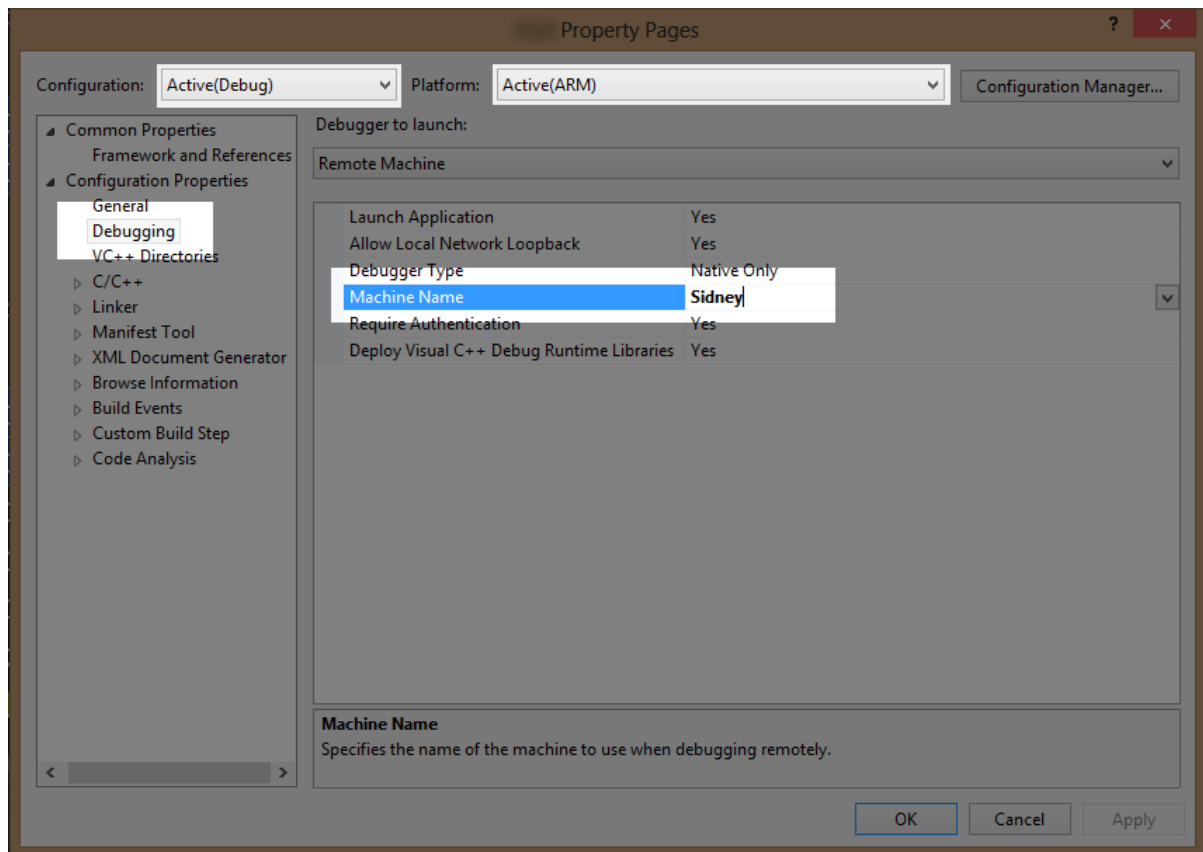 Property Pages ?
Configuration: Active(Debug) Platform: Active(ARM) Configuration Manager...
Common Properties
Framework and References
Configuration Properties
General
Debugging
VC++ Directories
C/C++
Linker
Manifest Tool
XML Document Generator
Browse Information
Build Events
Custom Build Step
Code Analysis
Debugger to launch:
Remote Machine
Launch Application Yes
Allow Local Network Loopback Yes
Debugger Type Native Only
Machine Name Sidney
Require Authentication Yes
Deploy Visual C++ Debug Runtime Libraries Yes
Machine Name
Specifies the name of the machine to use when debugging remotely.
OK Cancel Apply